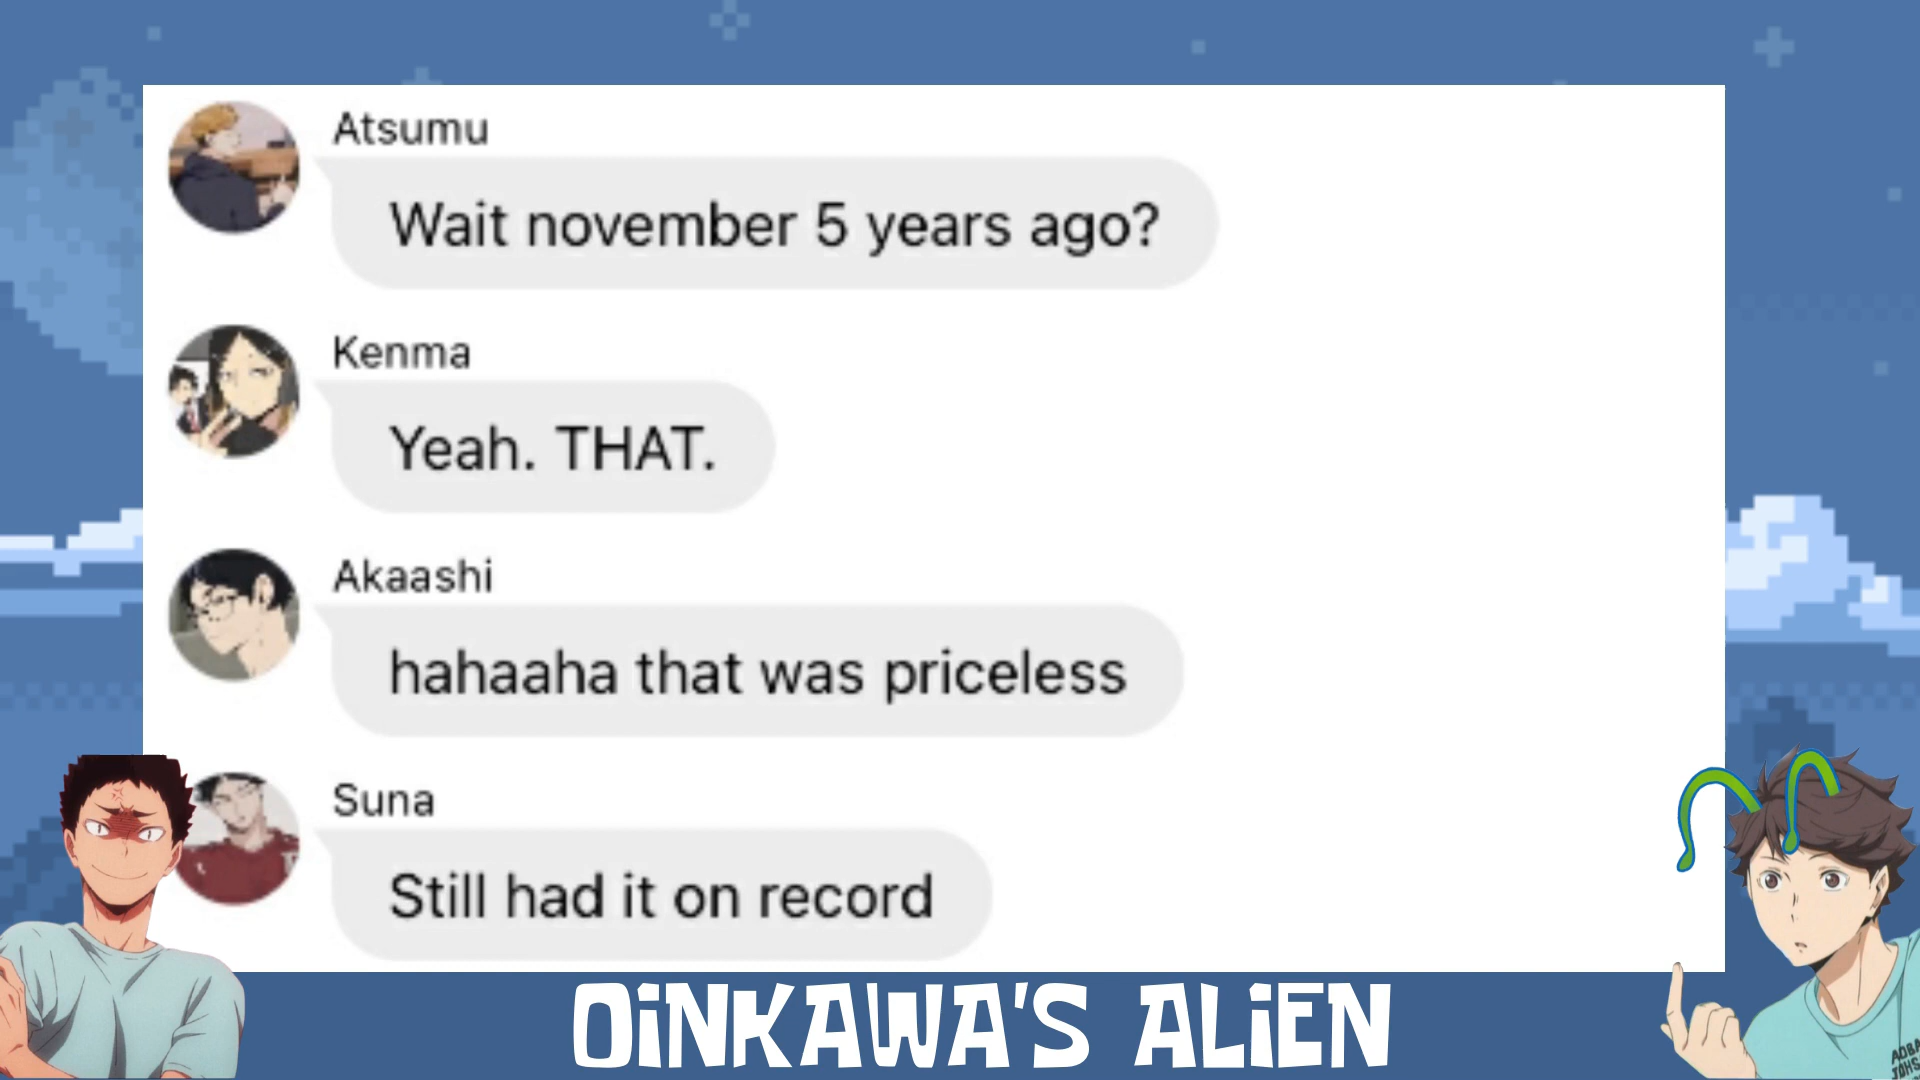 Atsumu
Wait november 5 years ago?
Kenma
Yeah. THAT.
Akaashi
hahaaha that was priceless
Suna
Still had it on record
OiNKAWA'S ALiEN